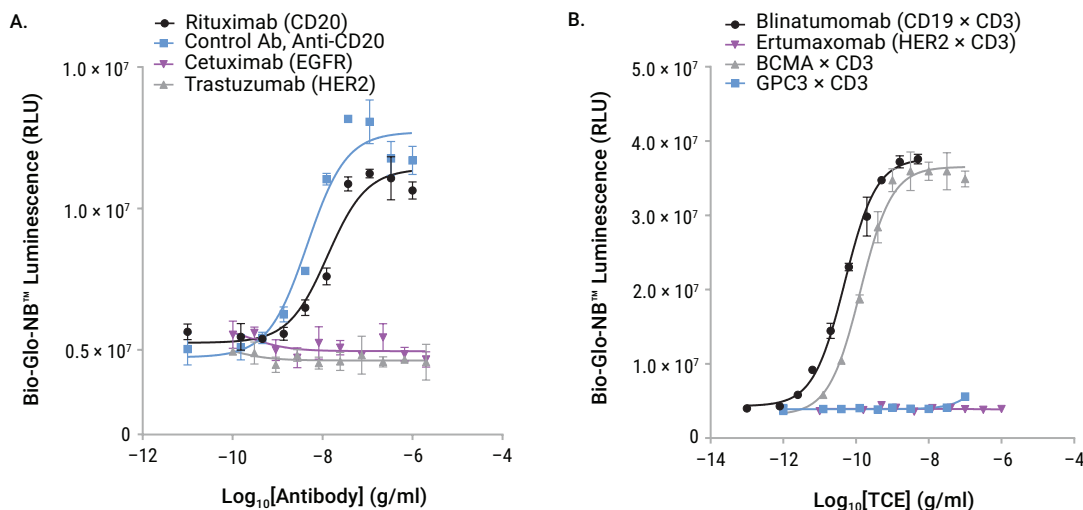 A.
Rituximab (CD20)
Control Ab, Anti-CD20
Cetuximab (EGFR)
Trastuzumab (HER2)
Bio-Glo-NB™ Luminescence (RLU)
1.0 × 10⁷
1.0 × 10⁷
0.5 × 10⁷
0
−12
−10
−8
−6
−4
Log₁₀[Antibody] (g/ml)
B.
Blinatumomab (CD19 × CD3)
Ertumaxomab (HER2 × CD3)
BCMA × CD3
GPC3 × CD3
Bio-Glo-NB™ Luminescence (RLU)
5.0 × 10⁷
4.0 × 10⁷
3.0 × 10⁷
2.0 × 10⁷
1.0 × 10⁷
0
−14
−12
−10
−8
−6
−4
Log₁₀[TCE] (g/ml)